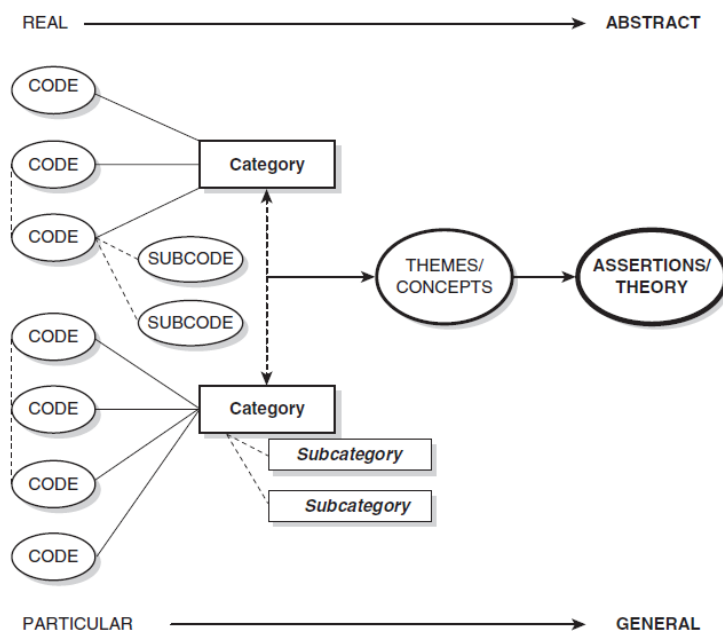 REAL
ABSTRACT
CODE
CODE
Category
CODE
SUBCODE
THEMES/
CONCEPTS
ASSERTIONS/
THEORY
SUBCODE
CODE
CODE
Category
Subcategory
CODE
Subcategory
CODE
PARTICULAR
GENERAL